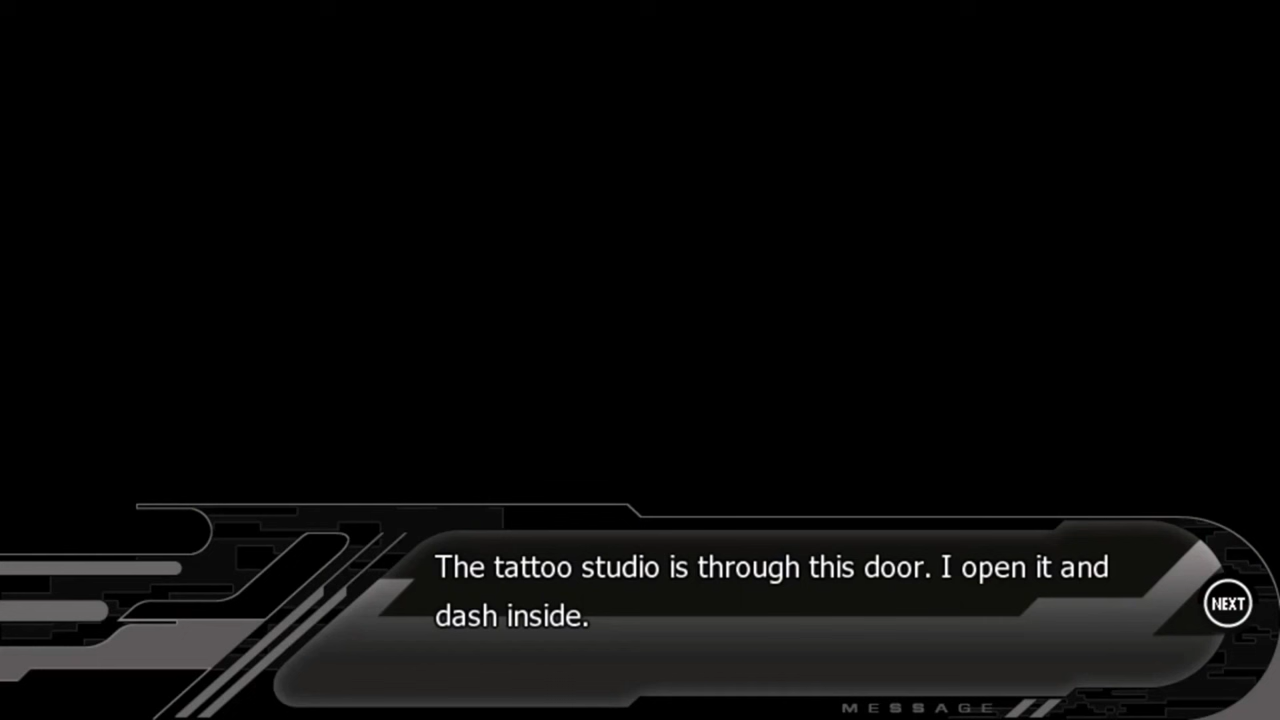 The tattoo studio is through this door. I open it and
dash inside.
NEXT
MESSAGE